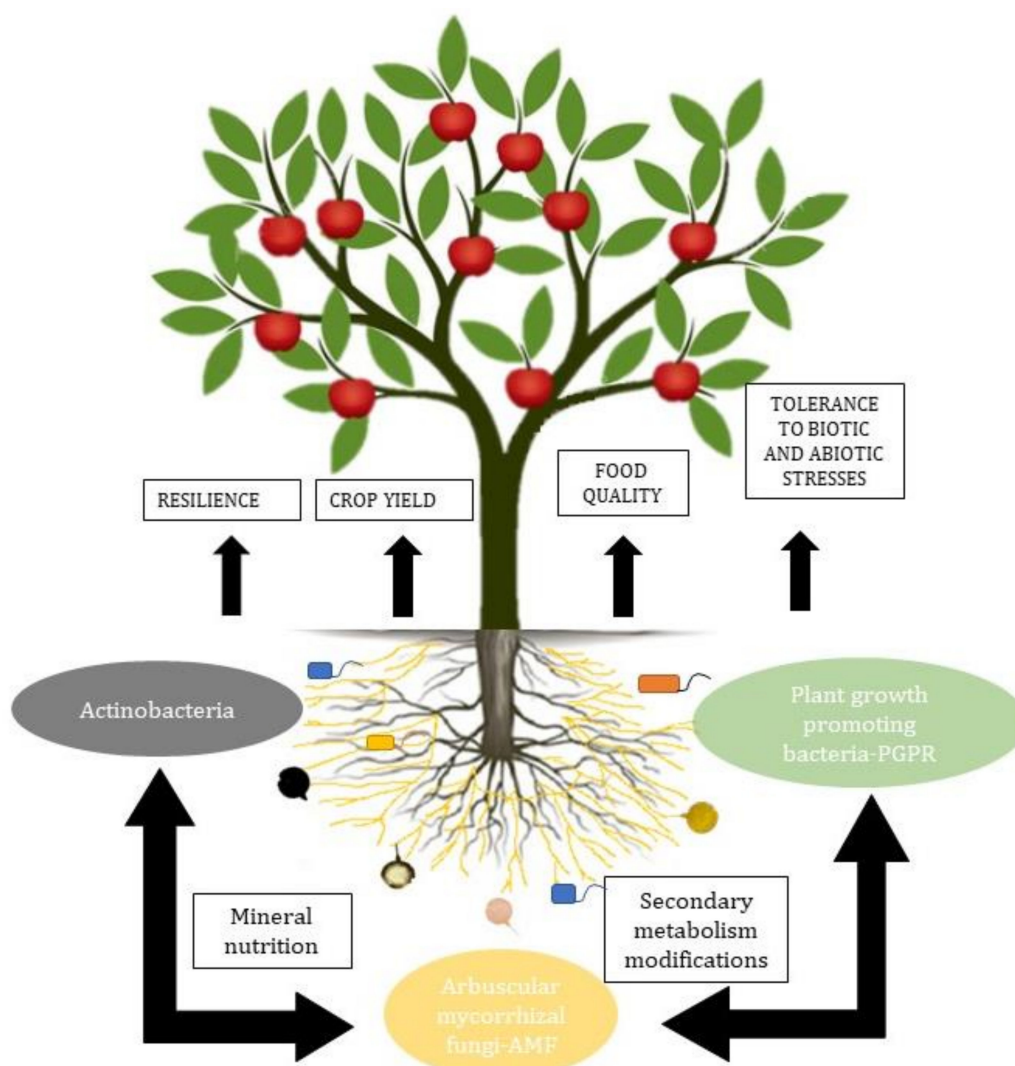 TOLERANCE
TO BIOTIC
AND ABIOTIC
STRESSES
RESILIENCE
CROP YIELD
FOOD
QUALITY
Actinobacteria
Plant growth
promoting
bacteria-PGPR
Mineral
nutrition
Secondary
metabolism
modifications
Arbuscular
mycorrhizal
fungi-AMF